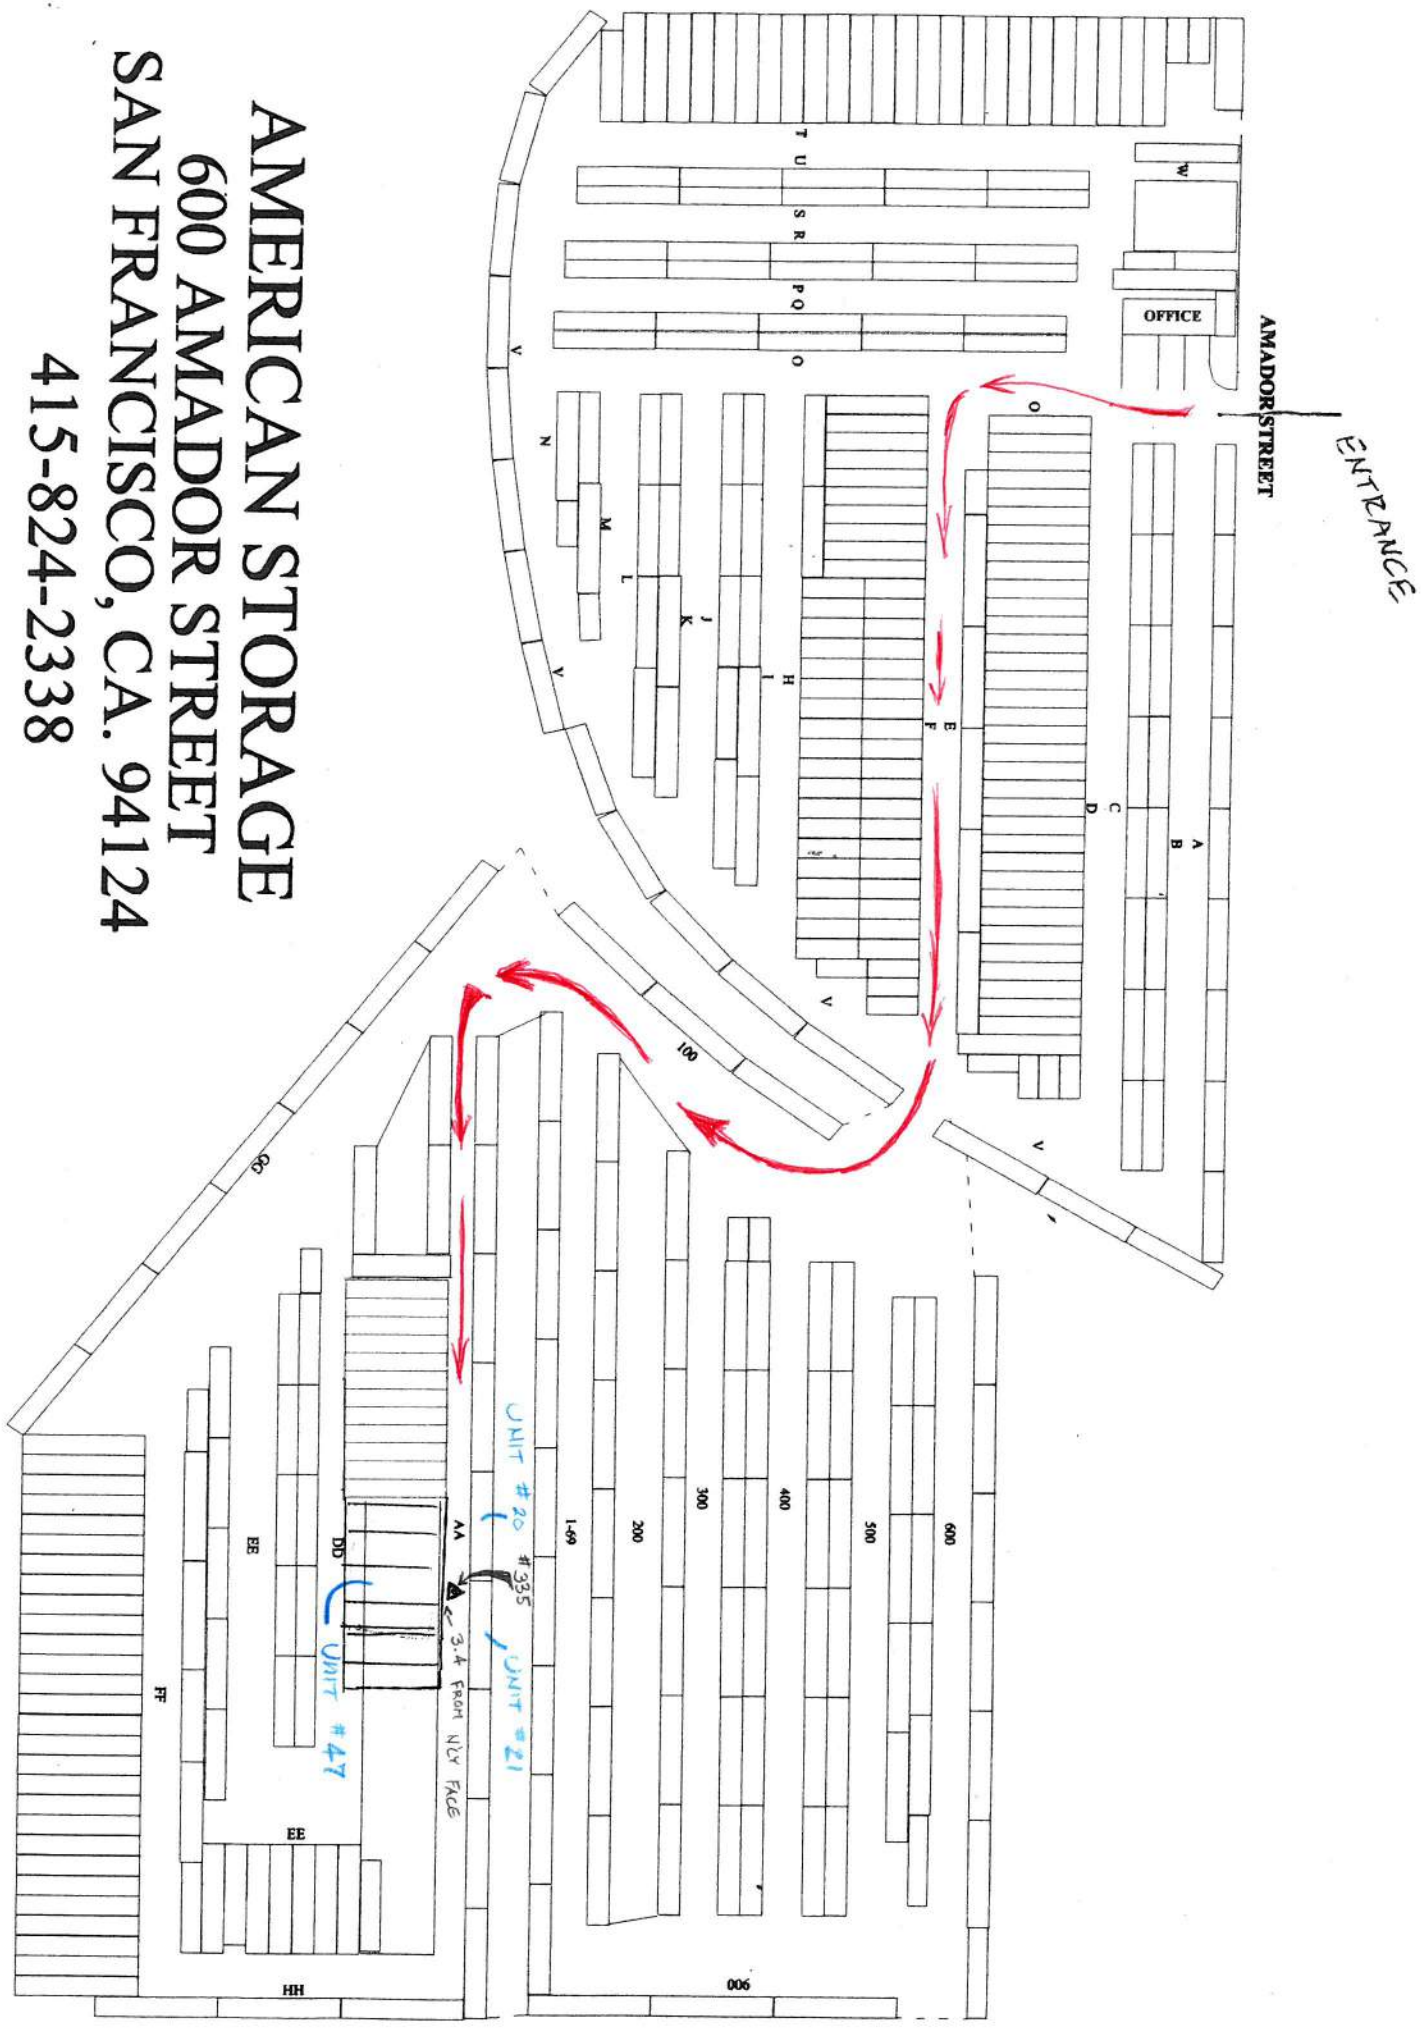 ENTRANCE
AMADOR STREET
OFFICE
W
A
B
C
D
O
E
F
T U
S R
P Q
O
H
I
J
K
L
M
N
V
V
V
V
100
600
500
400
300
200
1-69
900
UNIT #20
#335
UNIT #21
AA
3.4 FROM N'LY FACE
DD
UNIT #47
EE
EE
FF
GG
HH
AMERICAN STORAGE
600 AMADOR STREET
SAN FRANCISCO, CA. 94124
415-824-2338